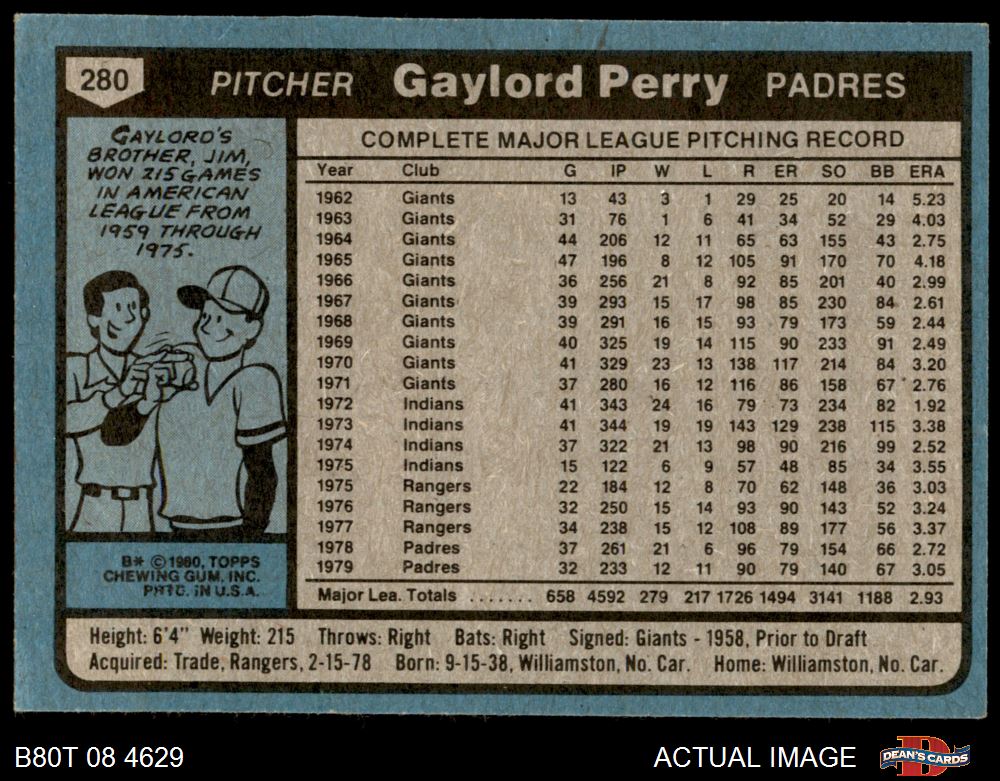 280 PITCHER Gaylord Perry PADRES
GAYLORD'S
BROTHER, JIM,
WON 215 GAMES
IN AMERICAN
LEAGUE FROM
1959 THROUGH
1975.
B* © 1980, TOPPS
CHEWING GUM, INC.
PRTD. IN U.S.A.
COMPLETE MAJOR LEAGUE PITCHING RECORD
Year Club G IP W L R ER SO BB ERA
1962 Giants 13 43 3 1 29 25 20 14 5.23
1963 Giants 31 76 1 6 41 34 52 29 4.03
1964 Giants 44 206 12 11 65 63 155 43 2.75
1965 Giants 47 196 8 12 105 91 170 70 4.18
1966 Giants 36 256 21 8 92 85 201 40 2.99
1967 Giants 39 293 15 17 98 85 230 84 2.61
1968 Giants 39 291 16 15 93 79 173 59 2.44
1969 Giants 40 325 19 14 115 90 233 91 2.49
1970 Giants 41 329 23 13 138 117 214 84 3.20
1971 Giants 37 280 16 12 116 86 158 67 2.76
1972 Indians 41 343 24 16 79 73 234 82 1.92
1973 Indians 41 344 19 19 143 129 238 115 3.38
1974 Indians 37 322 21 13 98 90 216 99 2.52
1975 Indians 15 122 6 9 57 48 85 34 3.55
1975 Rangers 22 184 12 8 70 62 148 36 3.03
1976 Rangers 32 250 15 14 93 90 143 52 3.24
1977 Rangers 34 238 15 12 108 89 177 56 3.37
1978 Padres 37 261 21 6 96 79 154 66 2.72
1979 Padres 32 233 12 11 90 79 140 67 3.05
Major Lea. Totals ....... 658 4592 279 217 1726 1494 3141 1188 2.93
Height: 6'4" Weight: 215 Throws: Right Bats: Right Signed: Giants - 1958, Prior to Draft
Acquired: Trade, Rangers, 2-15-78 Born: 9-15-38, Williamston, No. Car. Home: Williamston, No. Car.
B80T 08 4629 ACTUAL IMAGE DEAN'S CARDS